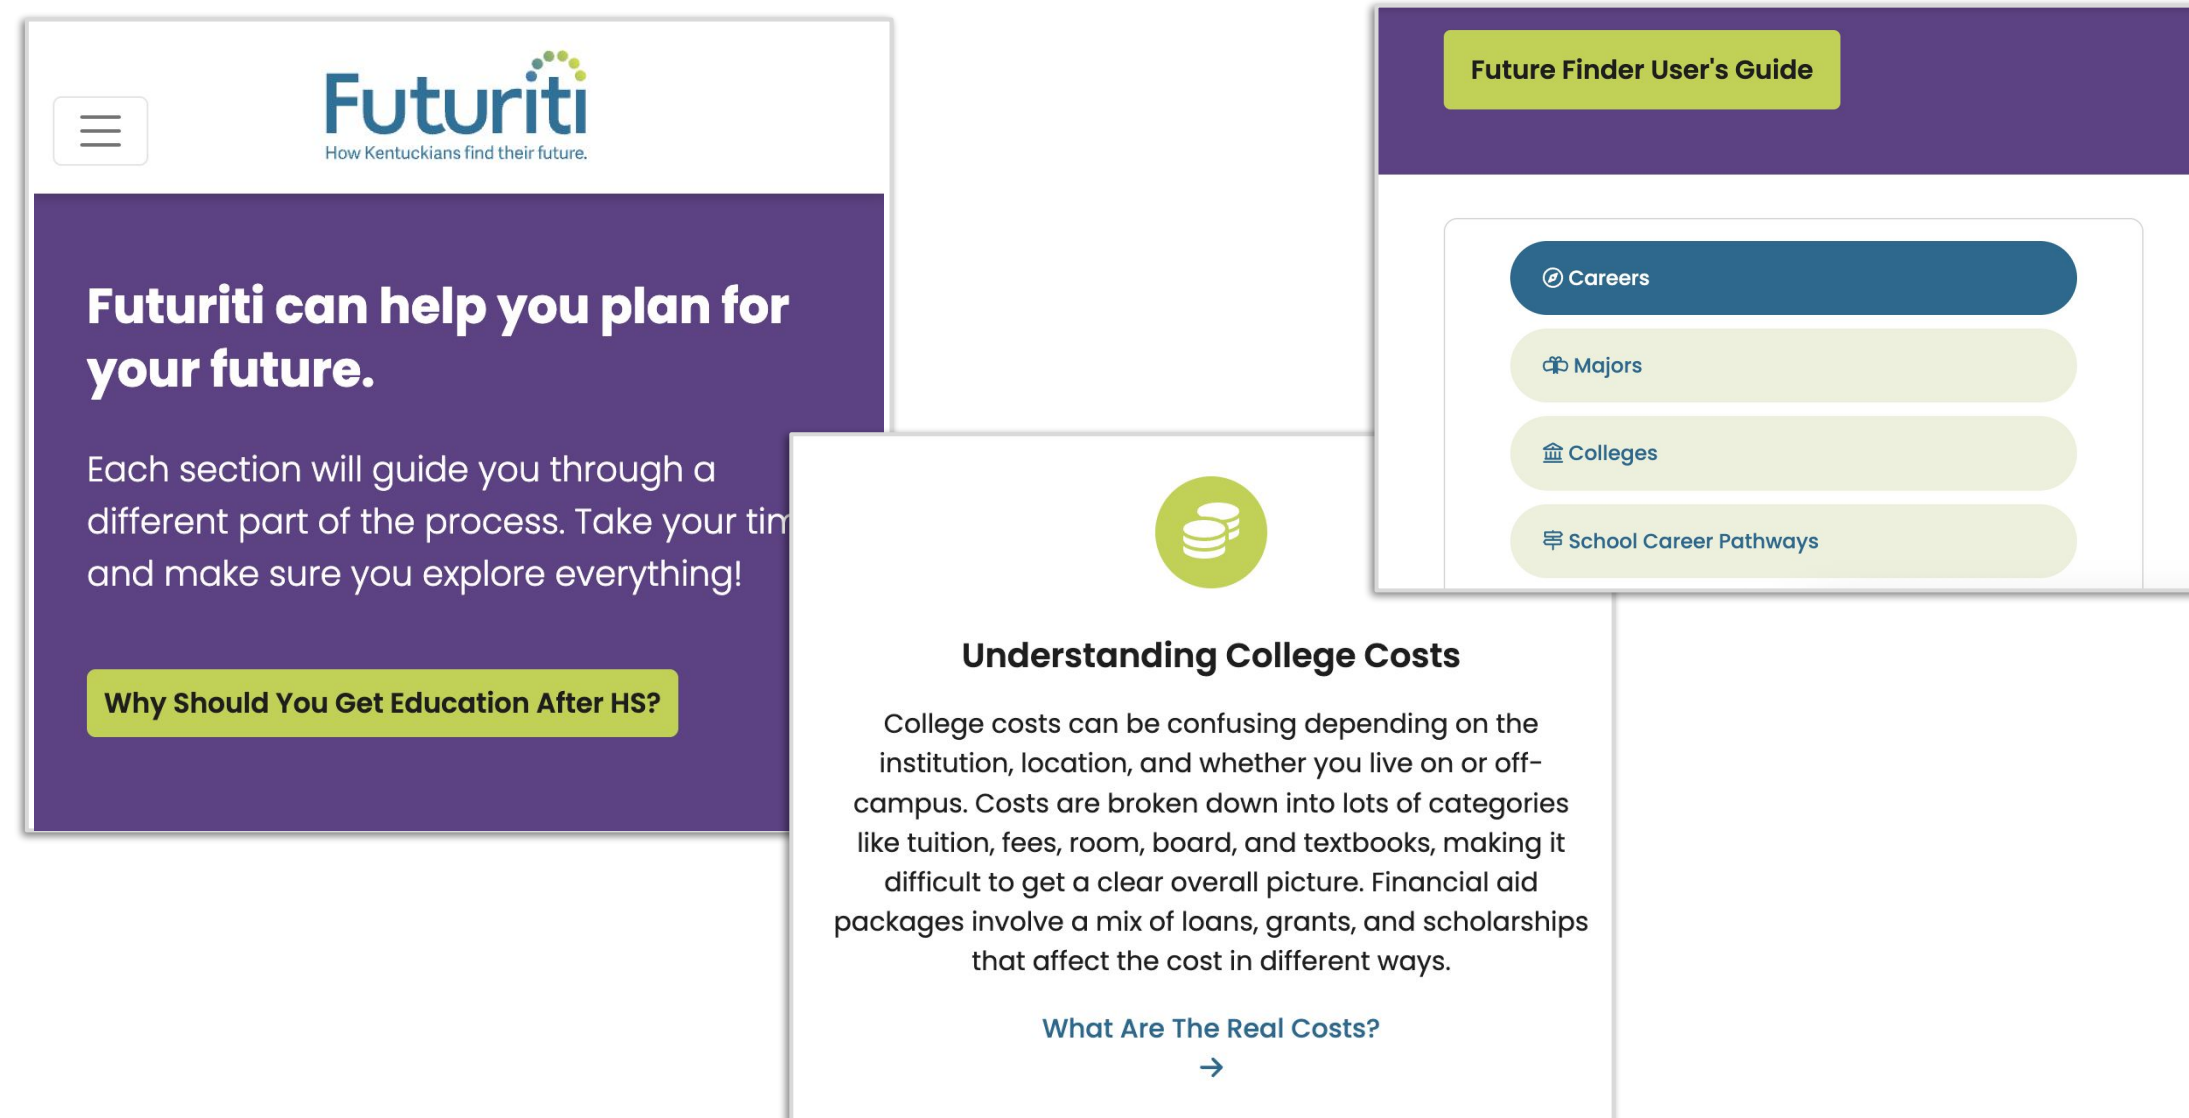 Futuriti
How Kentuckians find their future.
Futuriti can help you plan for
your future.
Each section will guide you through a
different part of the process. Take your
and make sure you explore everything!
Why Should You Get Education After HS?
Understanding College Costs
College costs can be confusing depending on the
institution, location, and whether you live on or off-
campus. Costs are broken down into lots of categories
like tuition, fees, room, board, and textbooks, making it
difficult to get a clear overall picture. Financial aid
packages involve a mix of loans, grants, and scholarships
that affect the cost in different ways.
What Are The Real Costs?
→
Future Finder User's Guide
Careers
Majors
Colleges
School Career Pathways